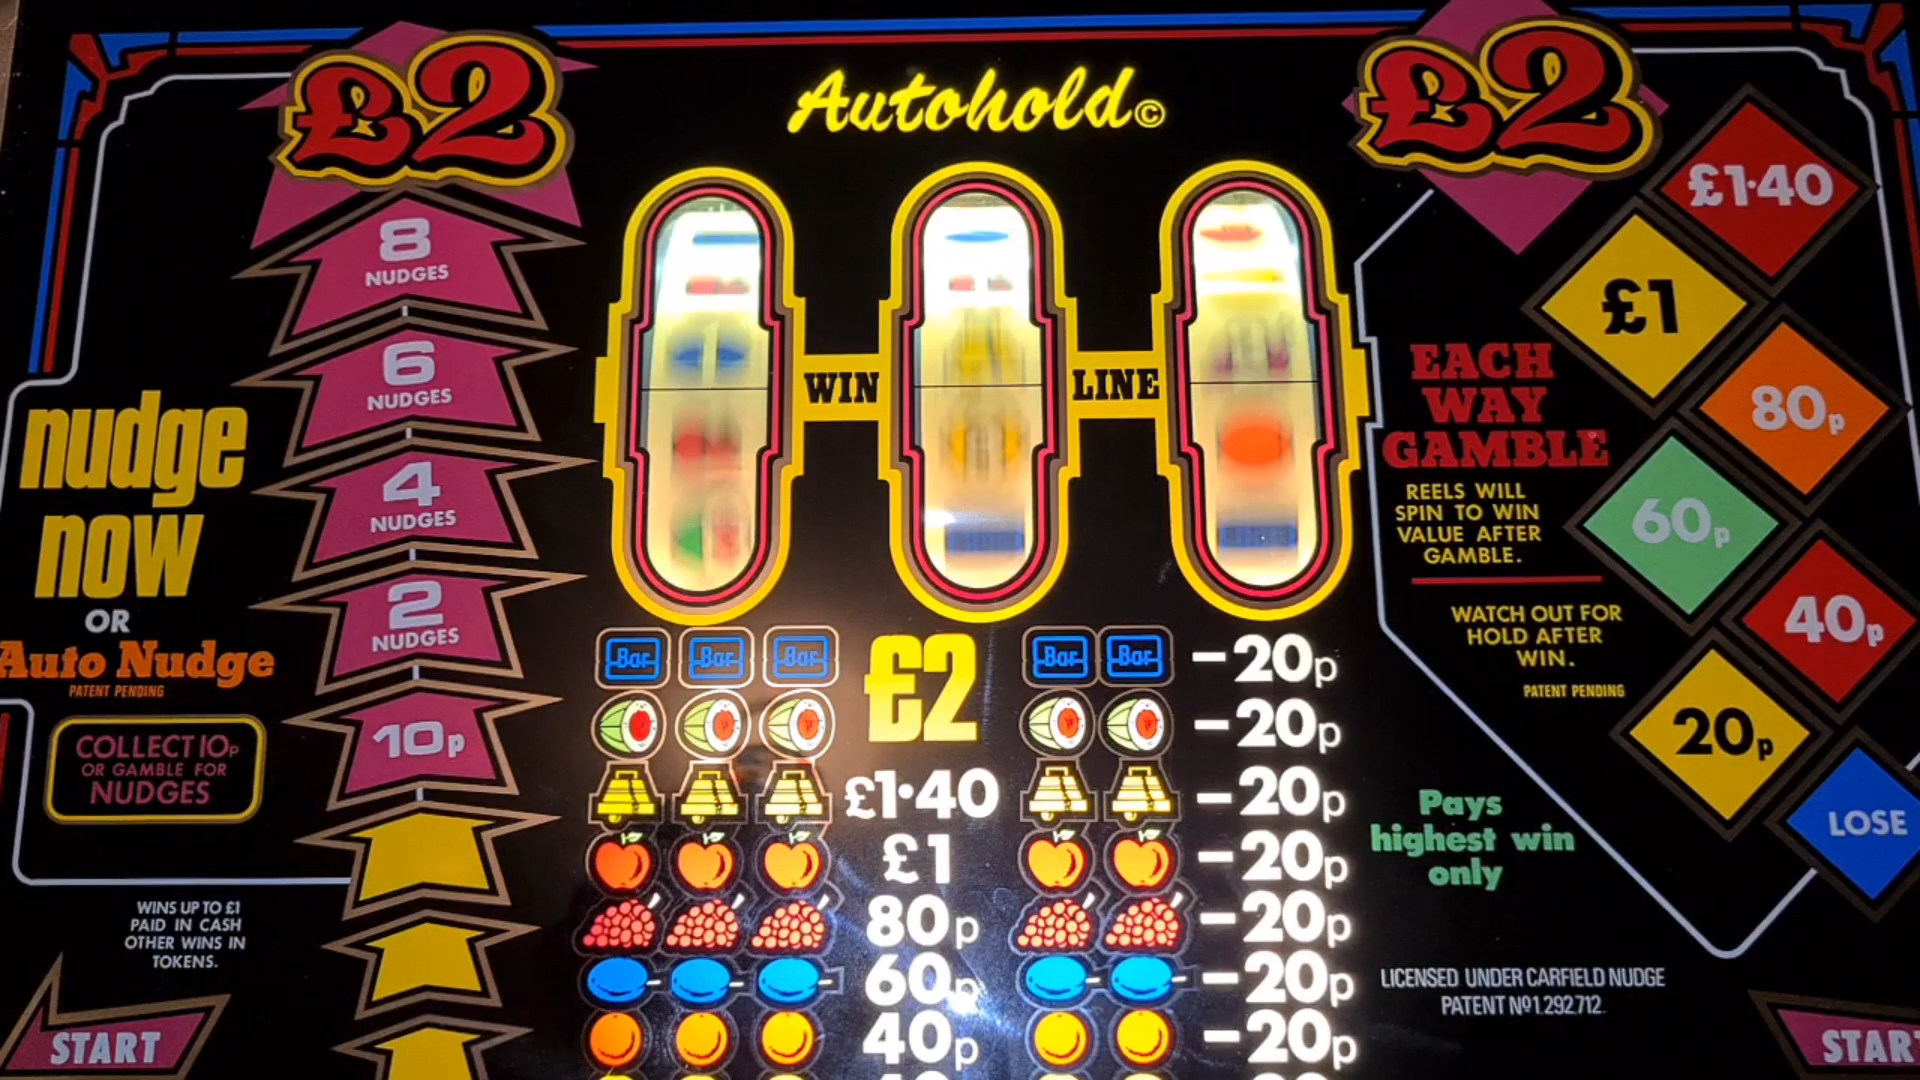 £2
Autohold©
£2
8
NUDGES
6
NUDGES
4
NUDGES
2
NUDGES
10p
nudge
now
OR
Auto Nudge
PATENT PENDING
COLLECT 10p
OR GAMBLE FOR
NUDGES
WINS UP TO £1
PAID IN CASH
OTHER WINS IN
TOKENS.
START
WIN LINE
Bar Bar Bar £2 Bar Bar -20p
-20p
£1·40 -20p
£1 -20p
80p -20p
60p -20p
40p -20p
£1·40
£1
80p
60p
40p
20p
LOSE
EACH
WAY
GAMBLE
REELS WILL
SPIN TO WIN
VALUE AFTER
GAMBLE.
WATCH OUT FOR
HOLD AFTER
WIN.
PATENT PENDING
Pays
highest win
only
LICENSED UNDER CARFIELD NUDGE
PATENT Nº 1.292.712.